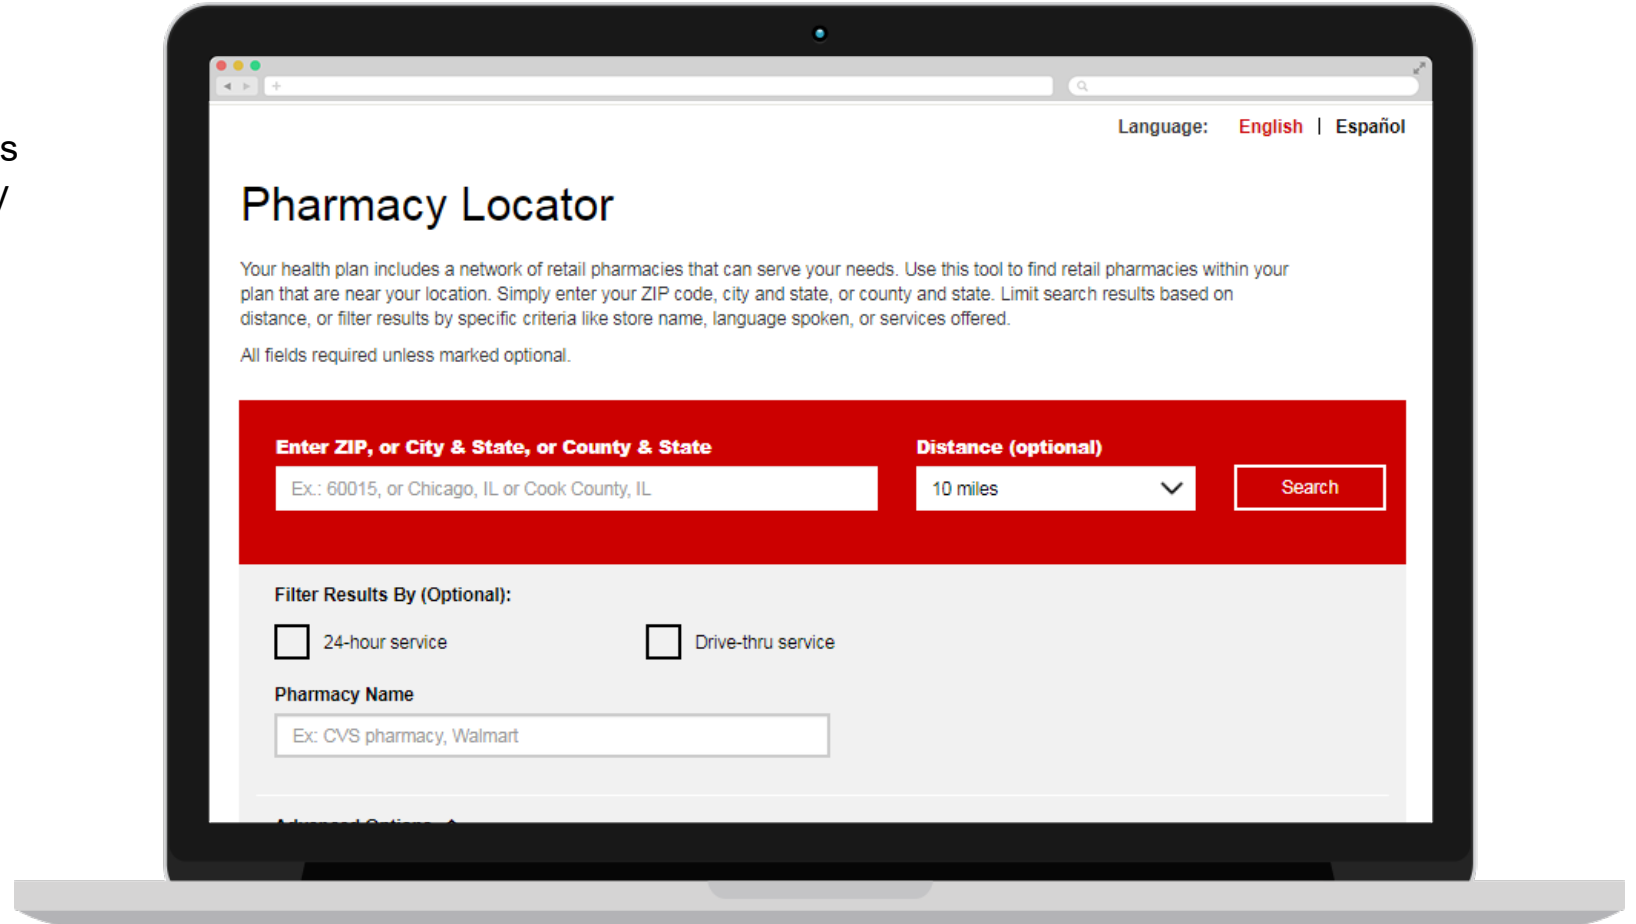 Language: English | Español
Pharmacy Locator
Your health plan includes a network of retail pharmacies that can serve your needs. Use this tool to find retail pharmacies within your
plan that are near your location. Simply enter your ZIP code, city and state, or county and state. Limit search results based on
distance, or filter results by specific criteria like store name, language spoken, or services offered.
All fields required unless marked optional.
Enter ZIP, or City & State, or County & State Distance (optional)
Ex.: 60015, or Chicago, IL or Cook County, IL 10 miles Search
Filter Results By (Optional):
24-hour service Drive-thru service
Pharmacy Name
Ex: CVS pharmacy, Walmart
Advanced Options